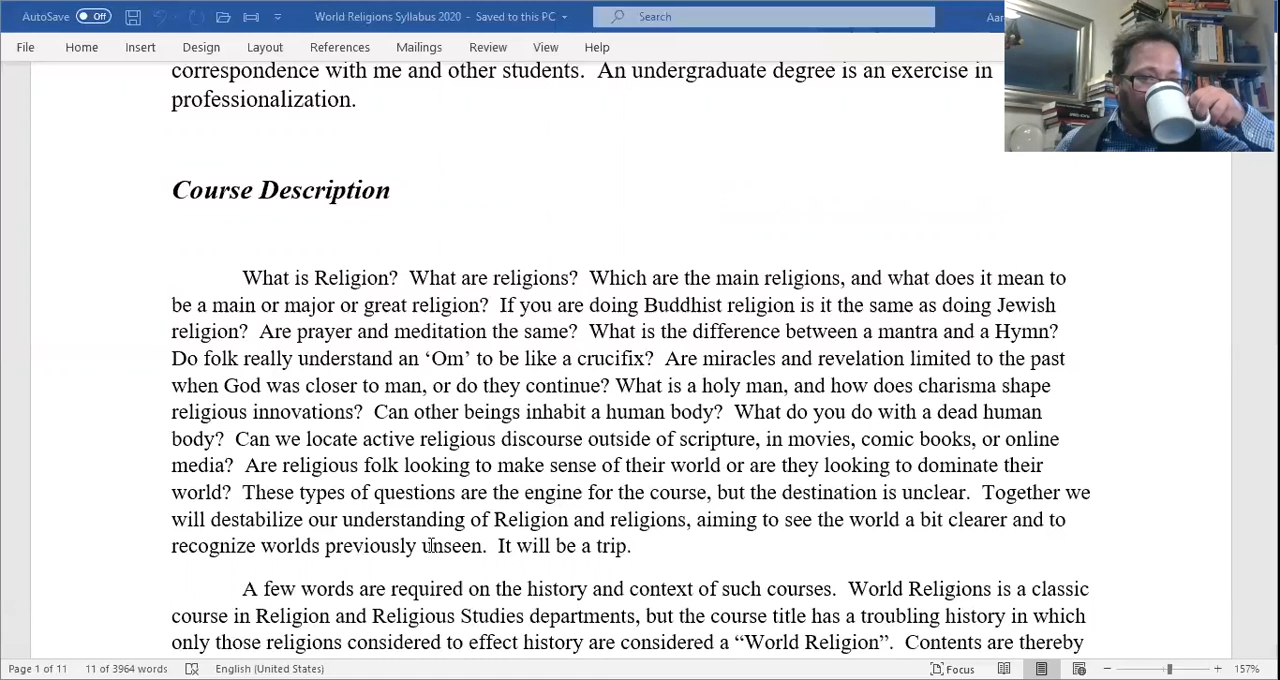 AutoSave Off World Religions Syllabus 2020 - Saved to this PC Search Aar
File Home Insert Design Layout References Mailings Review View Help
correspondence with me and other students. An undergraduate degree is an exercise in
professionalization.
Course Description
What is Religion? What are religions? Which are the main religions, and what does it mean to
be a main or major or great religion? If you are doing Buddhist religion is it the same as doing Jewish
religion? Are prayer and meditation the same? What is the difference between a mantra and a Hymn?
Do folk really understand an ‘Om’ to be like a crucifix? Are miracles and revelation limited to the past
when God was closer to man, or do they continue? What is a holy man, and how does charisma shape
religious innovations? Can other beings inhabit a human body? What do you do with a dead human
body? Can we locate active religious discourse outside of scripture, in movies, comic books, or online
media? Are religious folk looking to make sense of their world or are they looking to dominate their
world? These types of questions are the engine for the course, but the destination is unclear. Together we
will destabilize our understanding of Religion and religions, aiming to see the world a bit clearer and to
recognize worlds previously unseen. It will be a trip.
A few words are required on the history and context of such courses. World Religions is a classic
course in Religion and Religious Studies departments, but the course title has a troubling history in which
only those religions considered to effect history are considered a “World Religion”. Contents are thereby
Page 1 of 11 11 of 3964 words English (United States) Focus 157%